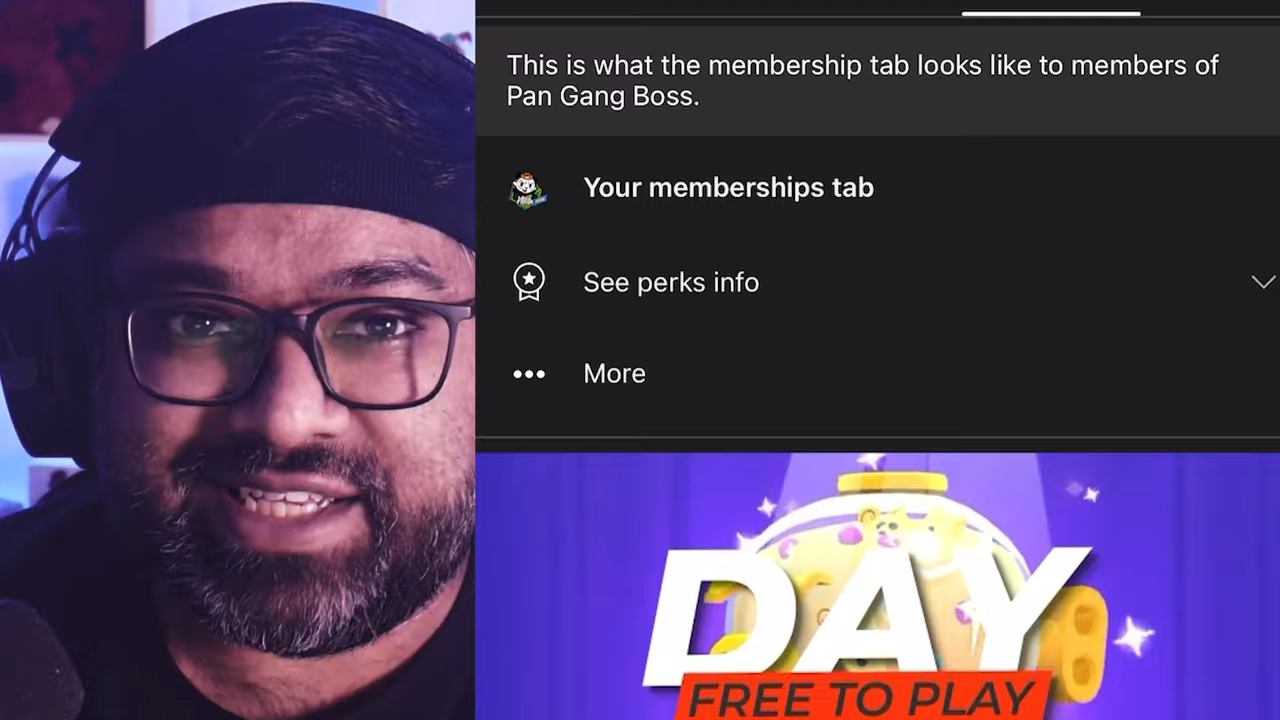 This is what the membership tab looks like to members of
Pan Gang Boss.
Your memberships tab
See perks info
More
DAY
FREE TO PLAY